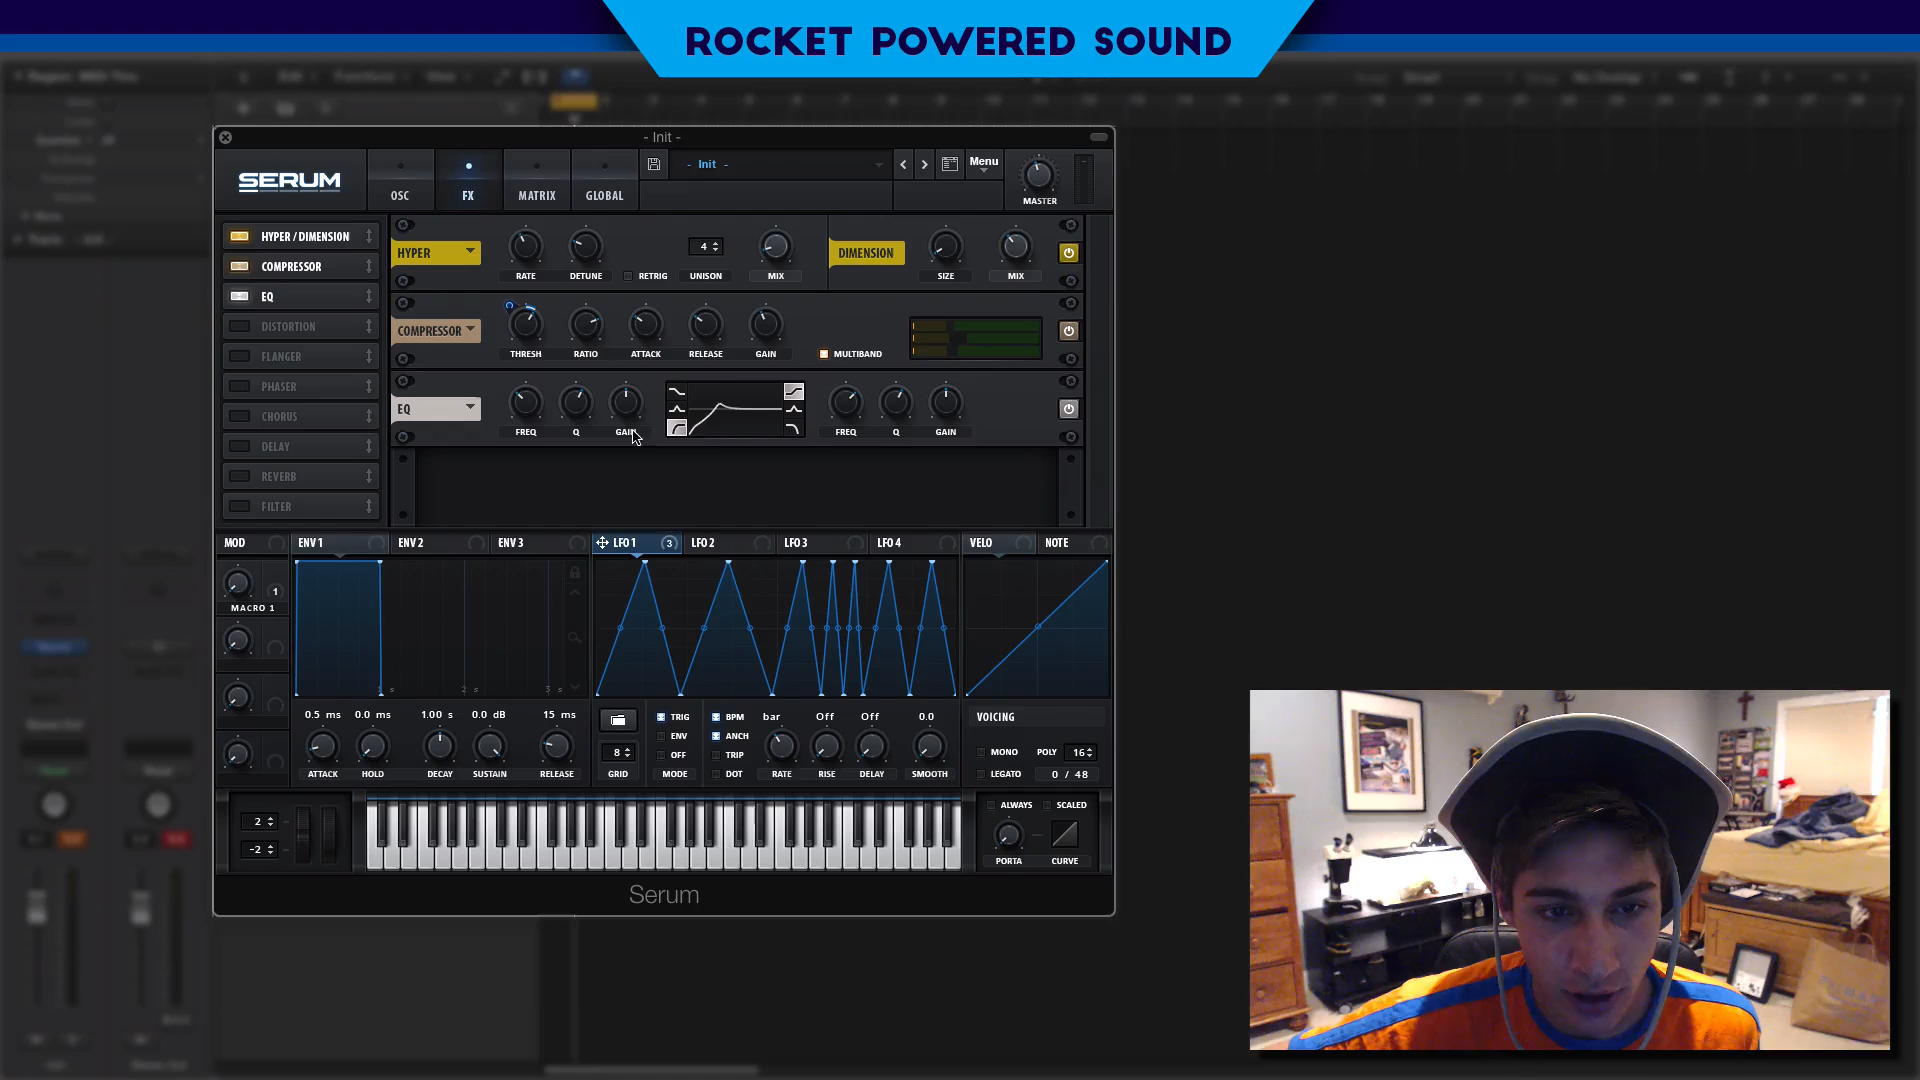 ROCKET POWERED SOUND
- Init -
SERUM
OSC
FX
MATRIX
GLOBAL
- Init -
Menu
MASTER
HYPER / DIMENSION
COMPRESSOR
EQ
DISTORTION
FLANGER
PHASER
CHORUS
DELAY
REVERB
FILTER
HYPER
RATE
DETUNE
RETRIG
4
UNISON
MIX
DIMENSION
SIZE
MIX
COMPRESSOR
THRESH
RATIO
ATTACK
RELEASE
GAIN
MULTIBAND
EQ
FREQ
Q
GAIN
FREQ
Q
GAIN
MOD
ENV 1
ENV 2
ENV 3
LFO 1
3
LFO 2
LFO 3
LFO 4
VELO
NOTE
1
MACRO 1
1 s
2 s
3 s
0.5 ms
0.0 ms
1.00 s
0.0 dB
15 ms
ATTACK
HOLD
DECAY
SUSTAIN
RELEASE
8
GRID
TRIG
ENV
OFF
MODE
BPM
ANCH
TRIP
DOT
bar
Off
Off
0.0
RATE
RISE
DELAY
SMOOTH
VOICING
MONO
POLY
16
LEGATO
0 / 48
2
-2
ALWAYS
SCALED
PORTA
CURVE
Serum